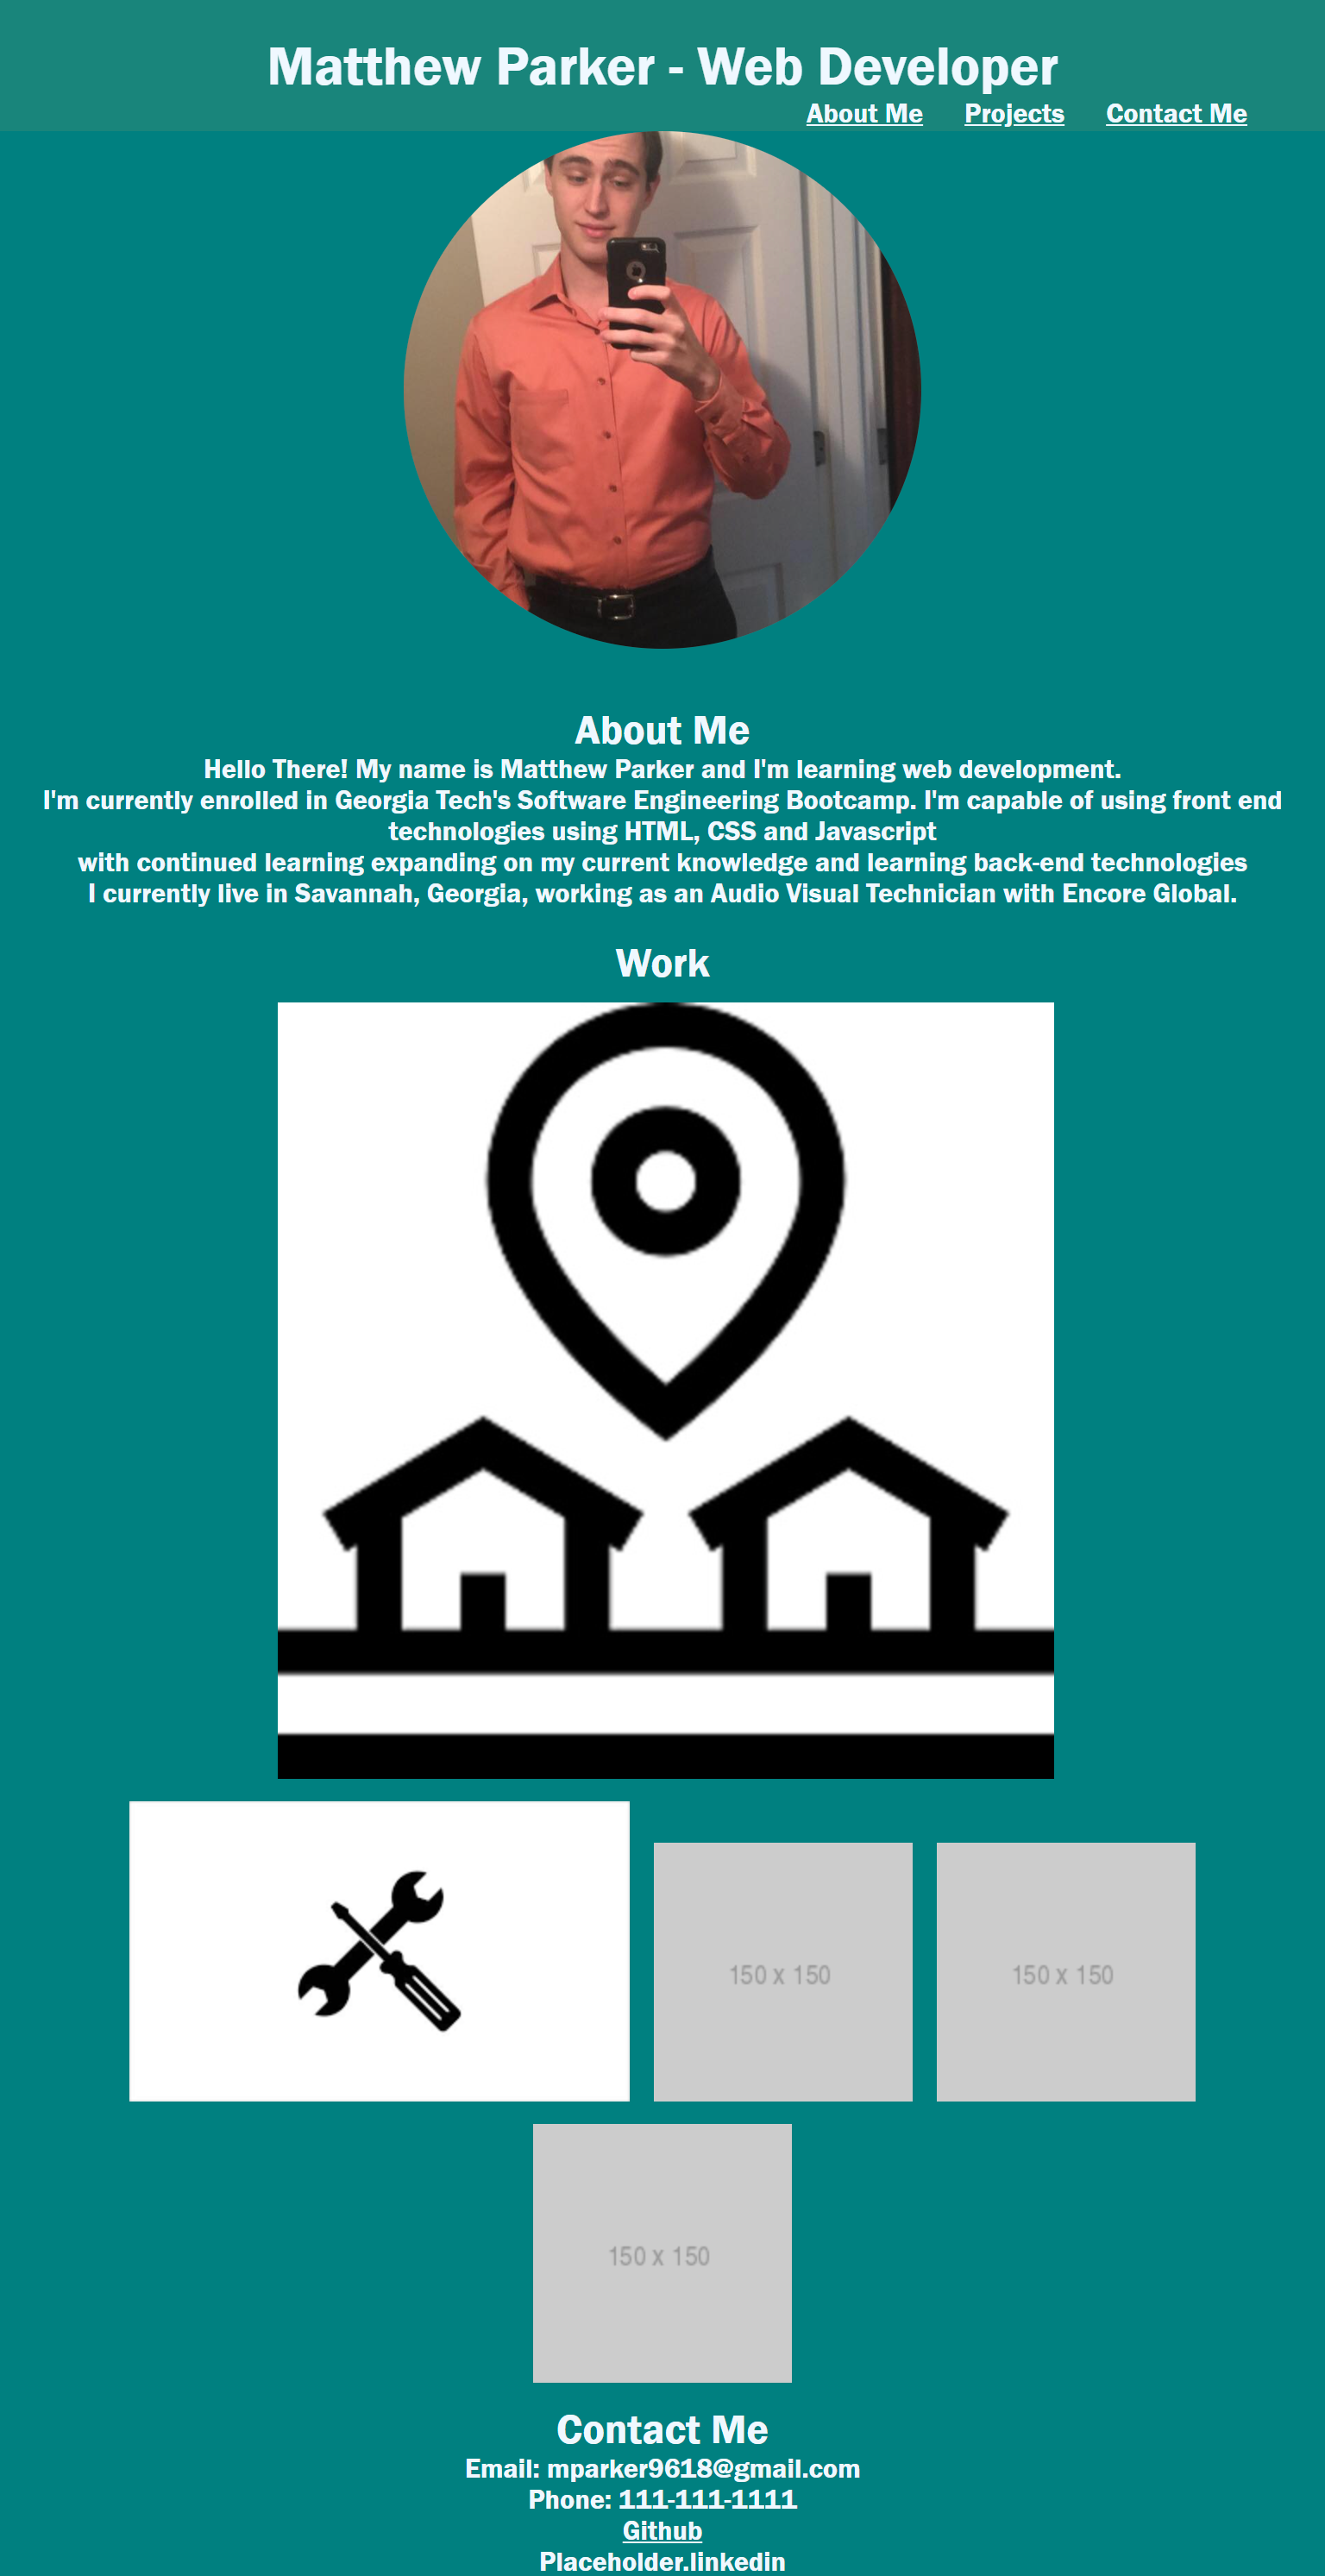 Matthew Parker - Web Developer
About Me Projects Contact Me
About Me
Hello There! My name is Matthew Parker and I'm learning web development.
I'm currently enrolled in Georgia Tech's Software Engineering Bootcamp. I'm capable of using front end
technologies using HTML, CSS and Javascript
with continued learning expanding on my current knowledge and learning back-end technologies
I currently live in Savannah, Georgia, working as an Audio Visual Technician with Encore Global.
Work
150 x 150
150 x 150
150 x 150
Contact Me
Email: mparker9618@gmail.com
Phone: 111-111-1111
Github
Placeholder.linkedin